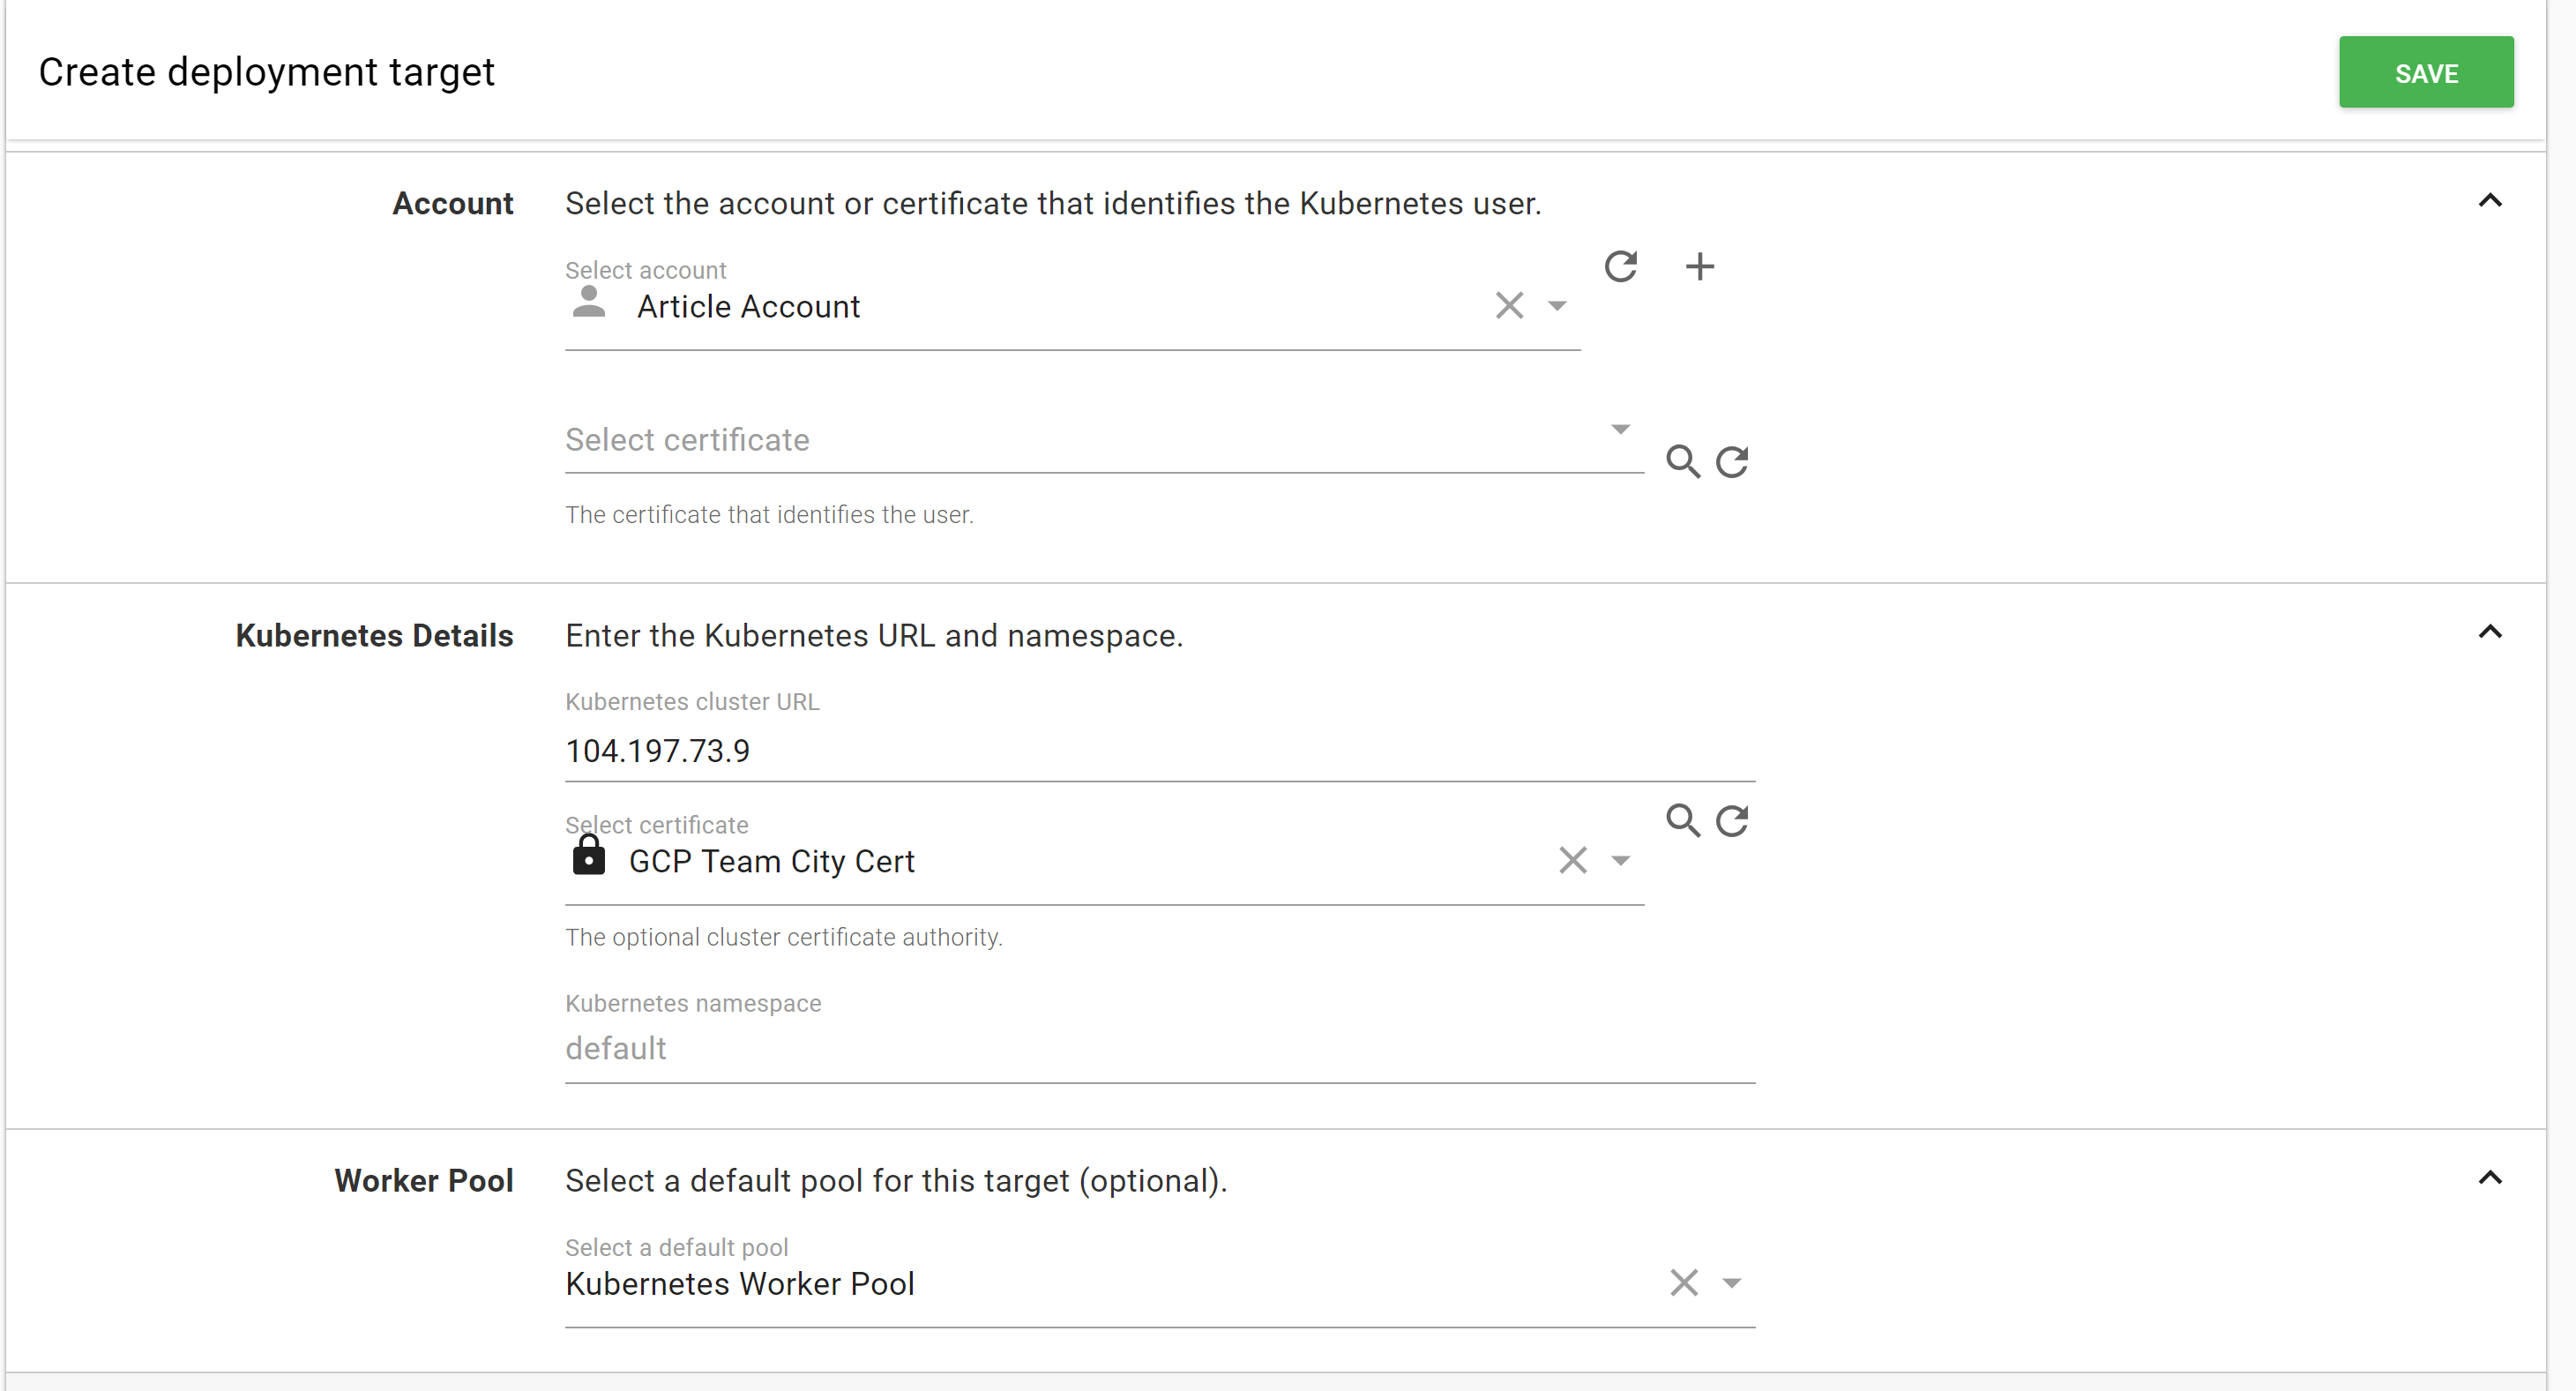 Create deployment target
SAVE
Account
Select the account or certificate that identifies the Kubernetes user.
Select account
Article Account
Select certificate
The certificate that identifies the user.
Kubernetes Details
Enter the Kubernetes URL and namespace.
Kubernetes cluster URL
104.197.73.9
Select certificate
GCP Team City Cert
The optional cluster certificate authority.
Kubernetes namespace
default
Worker Pool
Select a default pool for this target (optional).
Select a default pool
Kubernetes Worker Pool